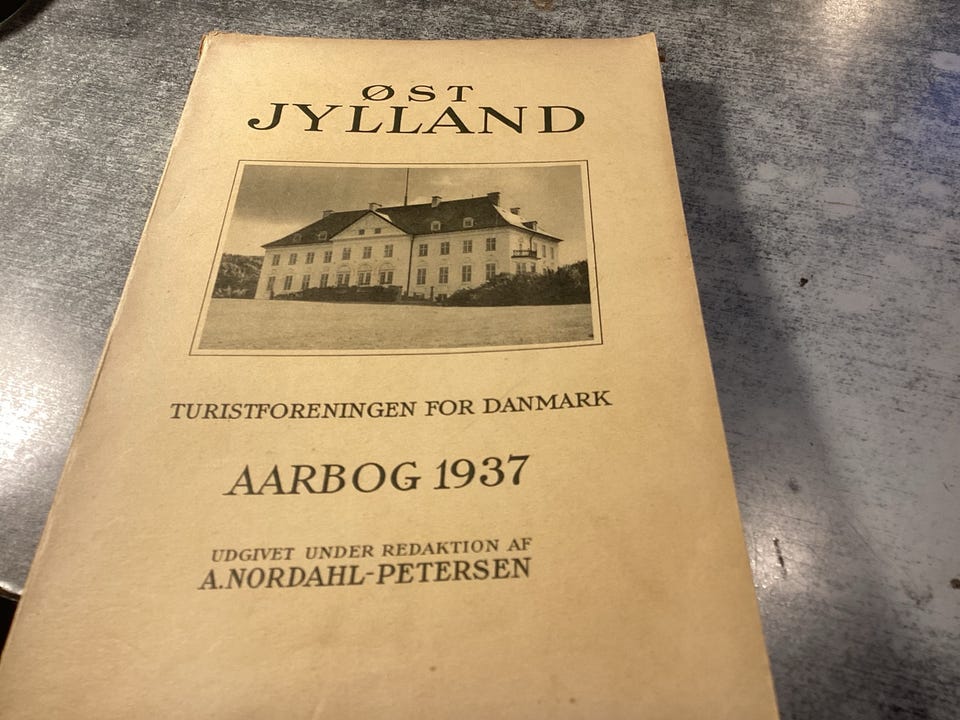 ØST
JYLLAND
TURISTFORENINGEN FOR DANMARK
AARBOG 1937
UDGIVET UNDER REDAKTION AF
A.NORDAHL-PETERSEN